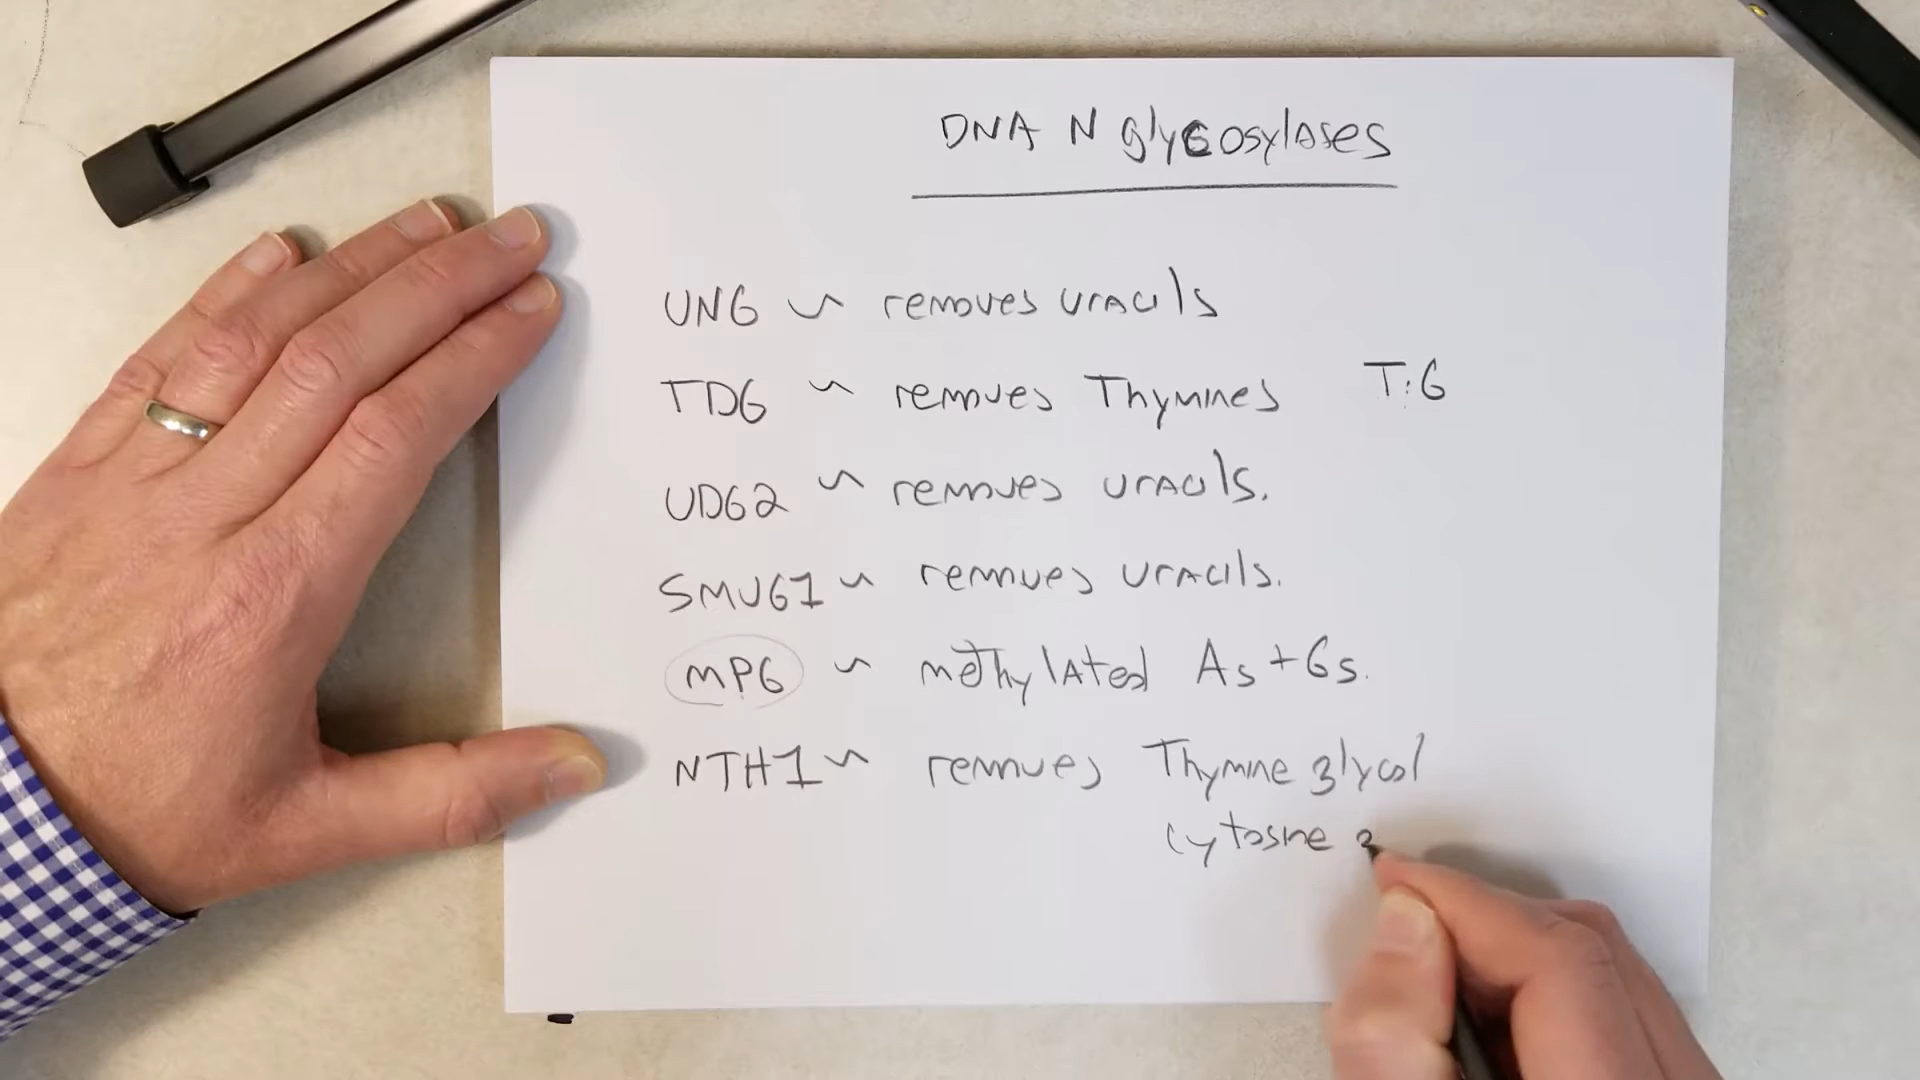 DNA N glycosylases
UNG ~ removes uracils
TDG ~ removes Thymines T:G
UDG2 ~ removes uracils.
SMUG1 ~ removes uracils.
MPG ~ methylated As + Gs.
NTH1 ~ removes Thymine glycol
cytosine g